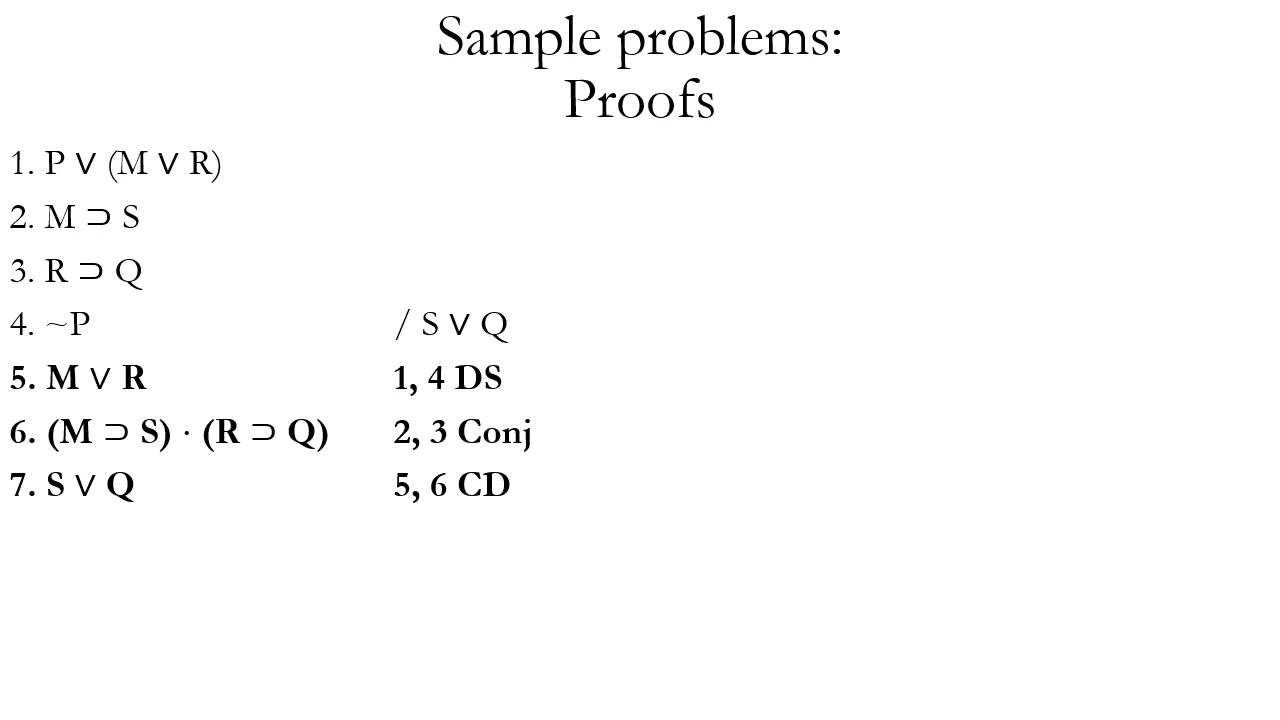 Sample problems:
Proofs
1. P ∨ (M ∨ R)
2. M ⊃ S
3. R ⊃ Q
4. ~P / S ∨ Q
5. M ∨ R 1, 4 DS
6. (M ⊃ S) · (R ⊃ Q) 2, 3 Conj
7. S ∨ Q 5, 6 CD